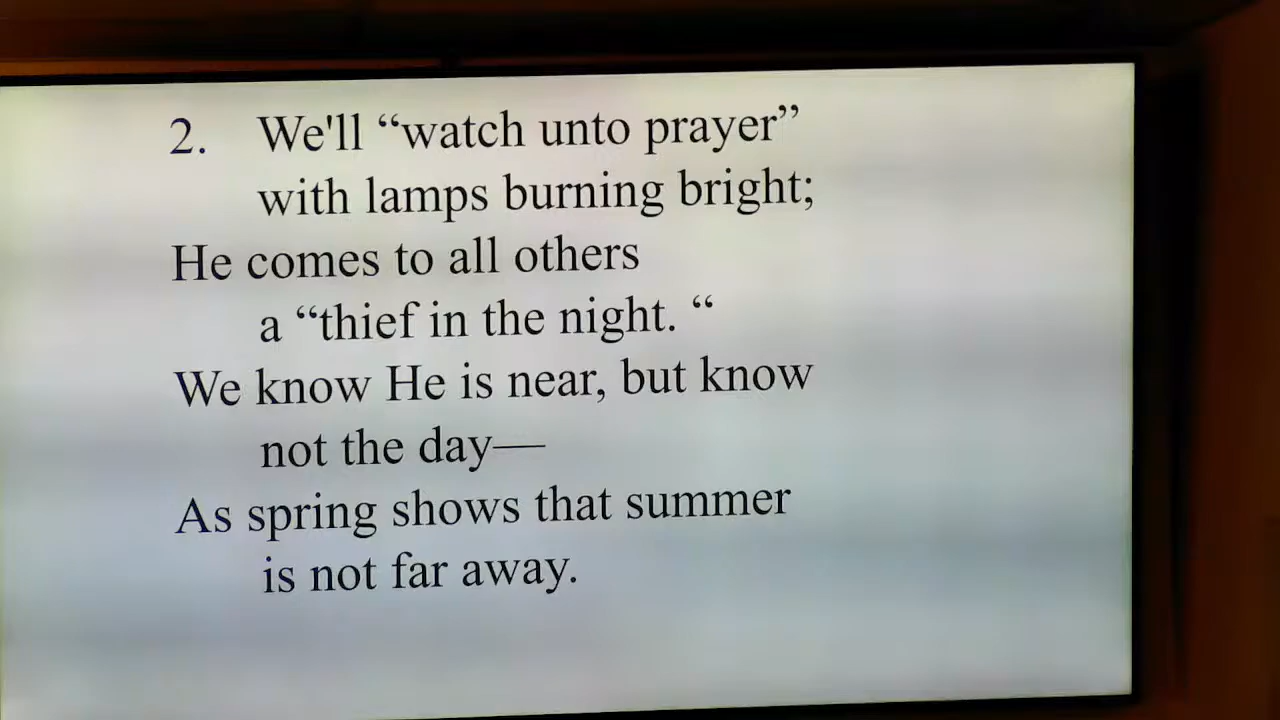 2. We'll “watch unto prayer”
with lamps burning bright;
He comes to all others
a “thief in the night. “
We know He is near, but know
not the day—
As spring shows that summer
is not far away.